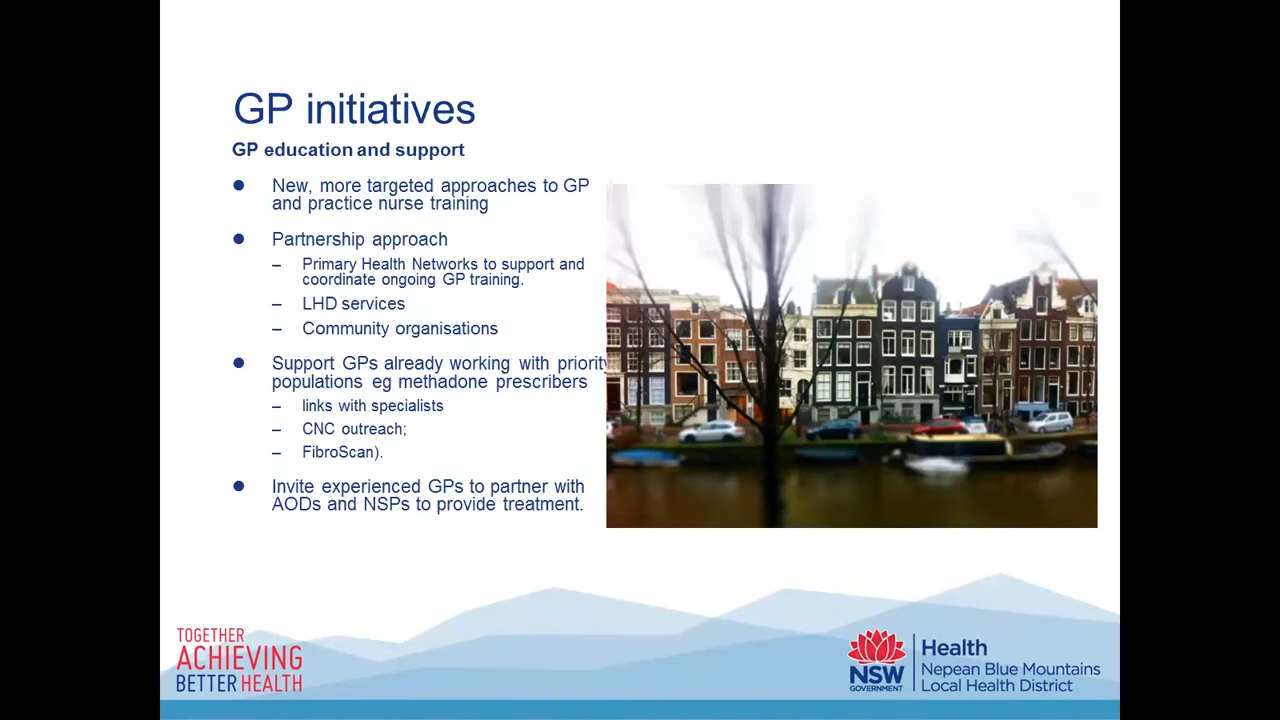 GP initiatives
GP education and support
● New, more targeted approaches to GP
and practice nurse training
● Partnership approach
– Primary Health Networks to support and
coordinate ongoing GP training.
– LHD services
– Community organisations
● Support GPs already working with priority
populations eg methadone prescribers
– links with specialists
– CNC outreach;
– FibroScan).
● Invite experienced GPs to partner with
AODs and NSPs to provide treatment.
TOGETHER
ACHIEVING
BETTER HEALTH
NSW
GOVERNMENT
Health
Nepean Blue Mountains
Local Health District